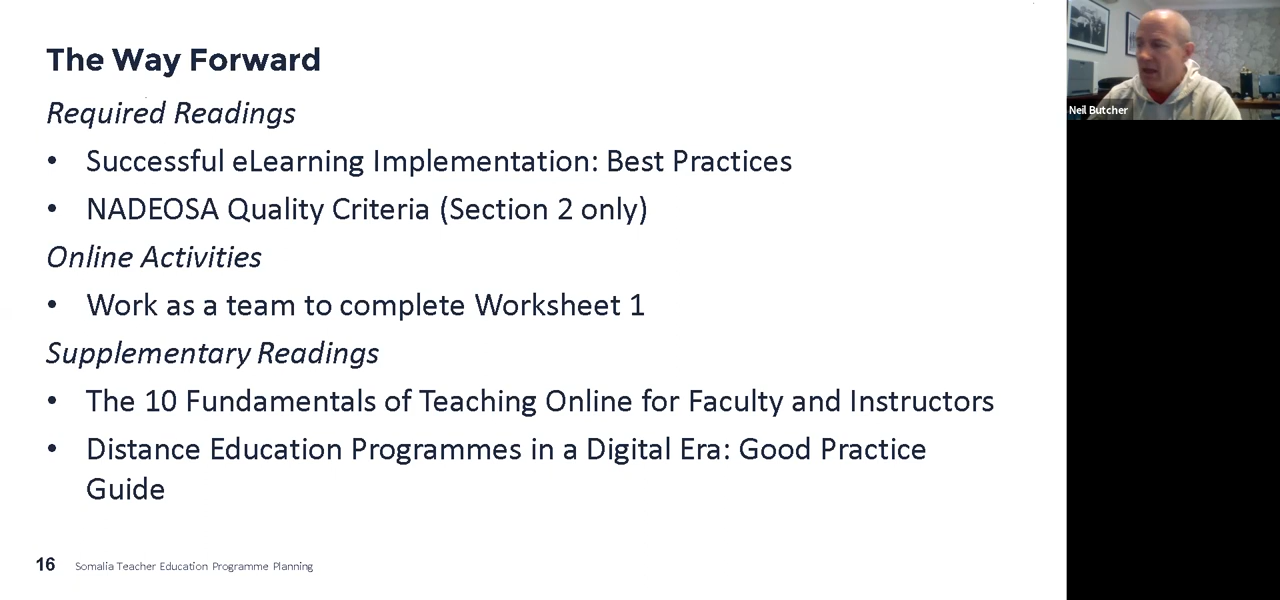 The Way Forward
Required Readings
• Successful eLearning Implementation: Best Practices
• NADEOSA Quality Criteria (Section 2 only)
Online Activities
• Work as a team to complete Worksheet 1
Supplementary Readings
• The 10 Fundamentals of Teaching Online for Faculty and Instructors
• Distance Education Programmes in a Digital Era: Good Practice
Guide
16 Somalia Teacher Education Programme Planning
Neil Butcher